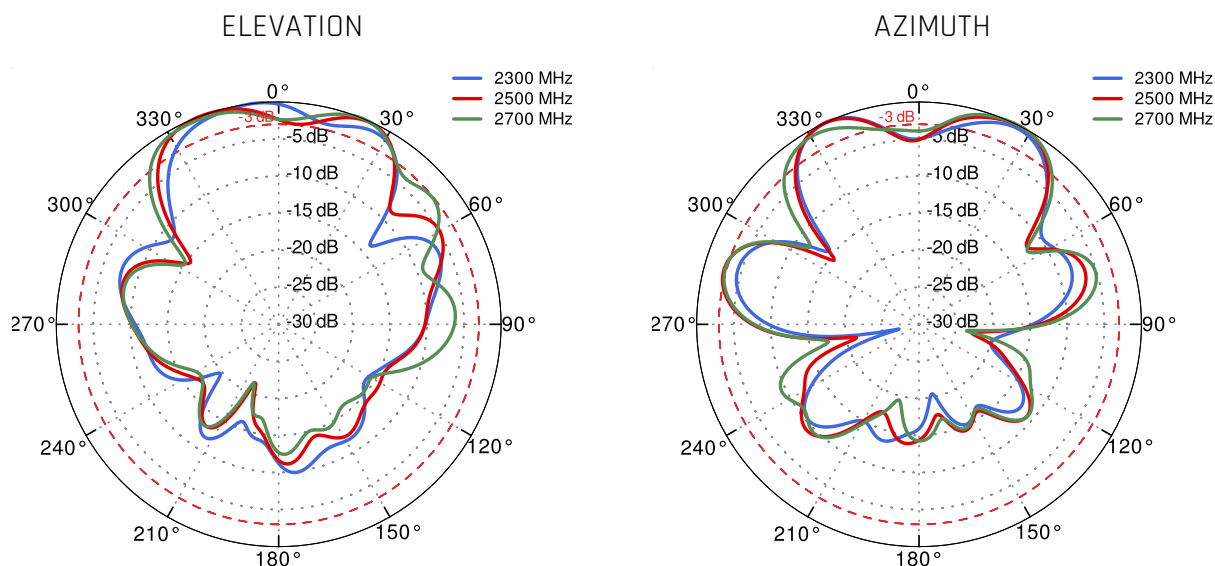 ELEVATION
2300 MHz
2500 MHz
2700 MHz
0°
30°
60°
90°
120°
150°
180°
210°
240°
270°
300°
330°
-3 dB
-5 dB
-10 dB
-15 dB
-20 dB
-25 dB
-30 dB
AZIMUTH
2300 MHz
2500 MHz
2700 MHz
0°
30°
60°
90°
120°
150°
180°
210°
240°
270°
300°
330°
-3 dB
-5 dB
-10 dB
-15 dB
-20 dB
-25 dB
-30 dB